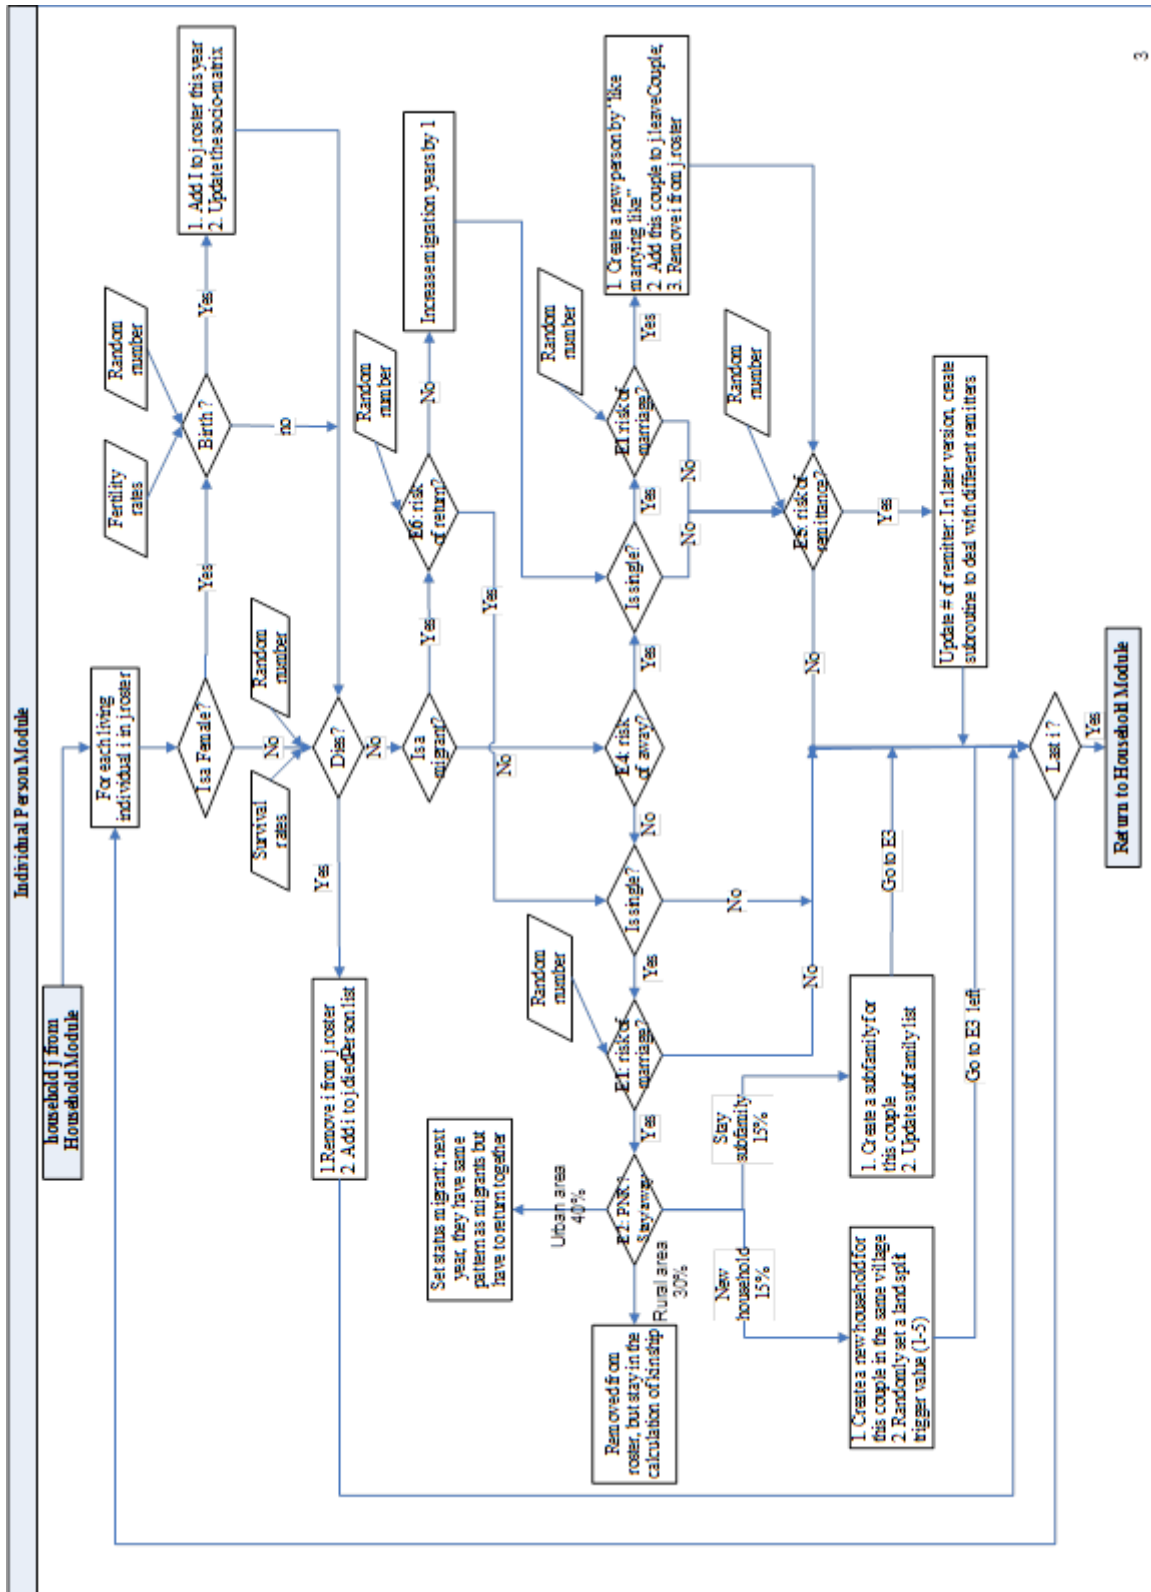 Individual Person Module
household j from
Household Module
For each living
individual i in j.roster
Is a Female?
Yes
No
Fertility
rates
Random
number
Birth ?
Yes
no
1. Add I to j.roster this year
2. Update the socio-matrix
Survival
rates
Random
number
Dies?
Yes
No
1.Remove i from j.roster
2. Add i to j.diedPerson list
Is a
migrant?
Yes
No
Random
number
E6: risk
of return?
No
Yes
Increase migration years by 1
E4: risk
of away?
Yes
No
Is single?
Yes
No
Random
number
E1 risk of
marriage?
Yes
No
1. Create a new person by "like
marrying like"
2. Add this couple to j.leaveCouple;
3. Remove i from j.roster
Is single?
Yes
No
Random
number
E1: risk of
marriage?
Yes
No
E2: PNR?
Stay/away
Urban area
40%
Set status migrant; next
year, they have same
pattern as migrants but
have to return together
Rural area
30%
Removed from
roster, but stay in the
calculation of kinship
New
household
15%
1. Create a new household for
this couple in the same village
2. Randomly set a land split
trigger value (1-5)
Go to E3 left
Stay
subfamily
15%
1. Create a subfamily for
this couple
2. Update subfamily list
Go to E3
Random
number
E5: risk of
remittance?
Yes
No
Update # of remitter: In later version, create
subroutine to deal with different remitters
Last i ?
Yes
Return to Household Module
3